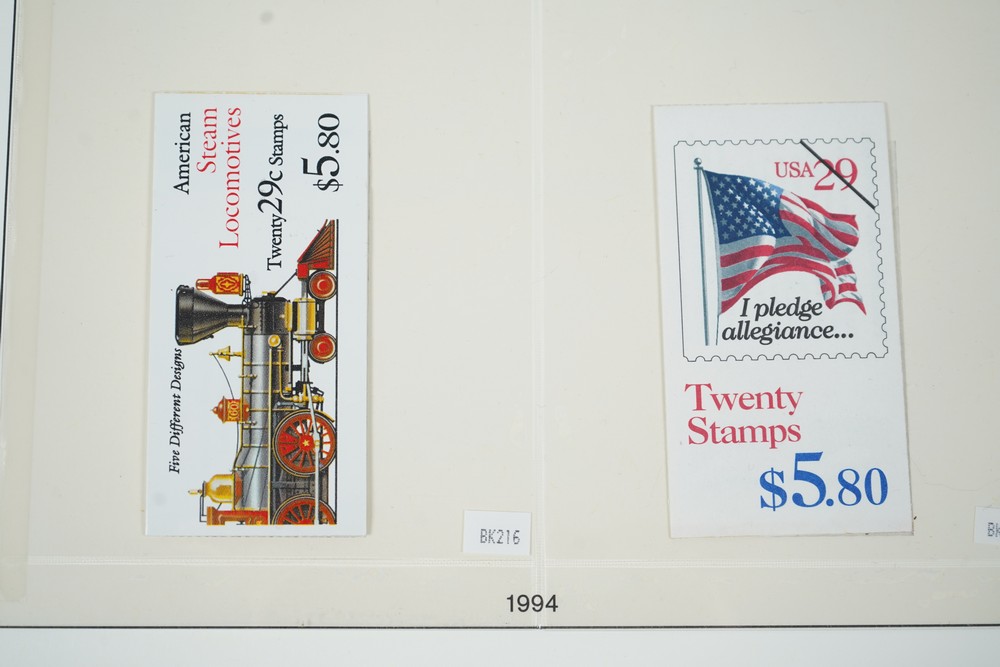 American
Steam
Locomotives
Twenty 29c Stamps
$5.80
Five Different Designs
BK216
USA 29
I pledge
allegiance...
Twenty
Stamps
$5.80
BK
1994